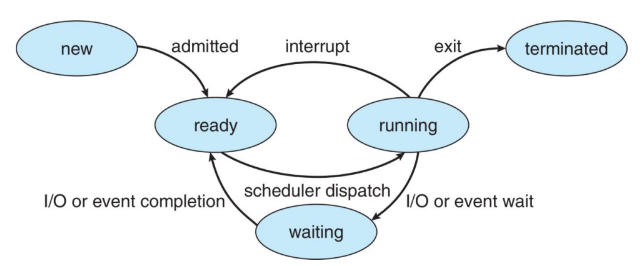 new
admitted
interrupt
exit
terminated
ready
running
scheduler dispatch
I/O or event completion
I/O or event wait
waiting